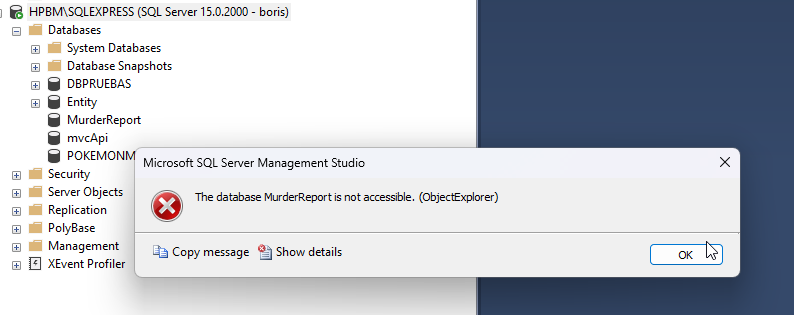 HPBM\SQLEXPRESS (SQL Server 15.0.2000 - boris)
Databases
System Databases
Database Snapshots
DBPRUEBAS
Entity
MurderReport
mvcApi
POKEMONM
Security
Server Objects
Replication
PolyBase
Management
XEvent Profiler
Microsoft SQL Server Management Studio
The database MurderReport is not accessible. (ObjectExplorer)
Copy message
Show details
OK